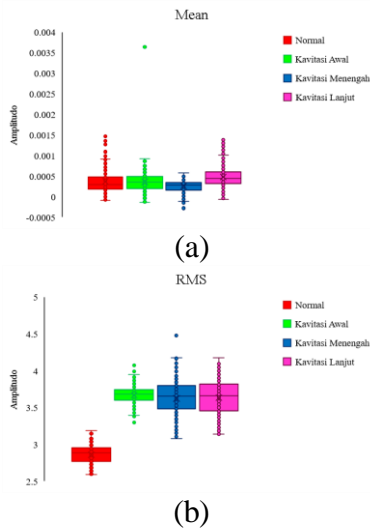 Mean
0.004
0.0035
0.003
0.0025
0.002
0.0015
0.001
0.0005
0
-0.0005
Amplitudo
Normal
Kavitasi Awal
Kavitasi Menengah
Kavitasi Lanjut
(a)
RMS
5
4.5
4
3.5
3
2.5
Amplitudo
Normal
Kavitasi Awal
Kavitasi Menengah
Kavitasi Lanjut
(b)